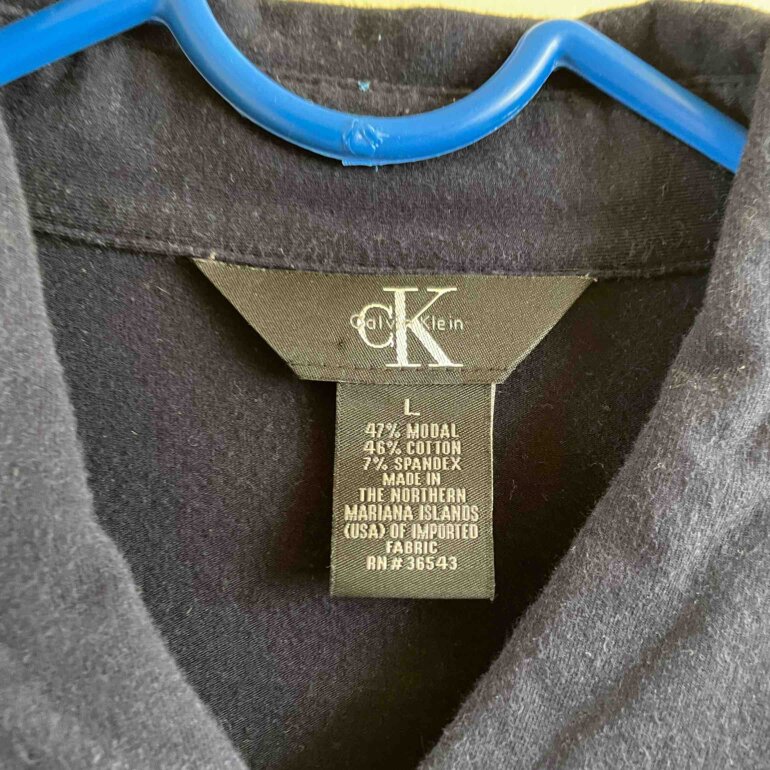 CK
Calvin Klein
L
47% MODAL
46% COTTON
7% SPANDEX
MADE IN
THE NORTHERN
MARIANA ISLANDS
(USA) OF IMPORTED
FABRIC
RN # 36543